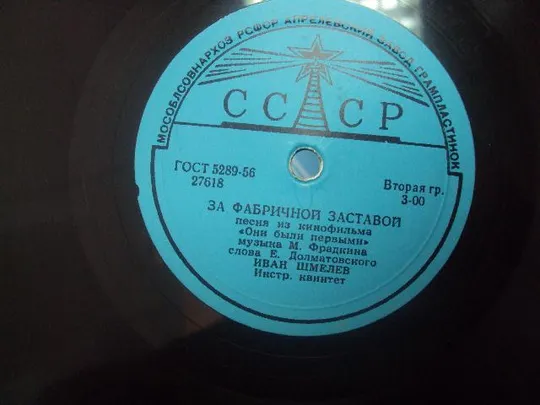 МОСОБЛСОВНАРХОЗ РСФСР АПРЕЛЕВСКИЙ ЗАВОД ГРАМПЛАСТИНОК
СССР
ГОСТ 5289-56
27618
Вторая гр.
3-00
ЗА ФАБРИЧНОЙ ЗАСТАВОЙ
песня из кинофильма
«Они были первыми»
музыка М. Фрадкина
слова Е. Долматовского
ИВАН ШМЕЛЕВ
Инстр. квинтет